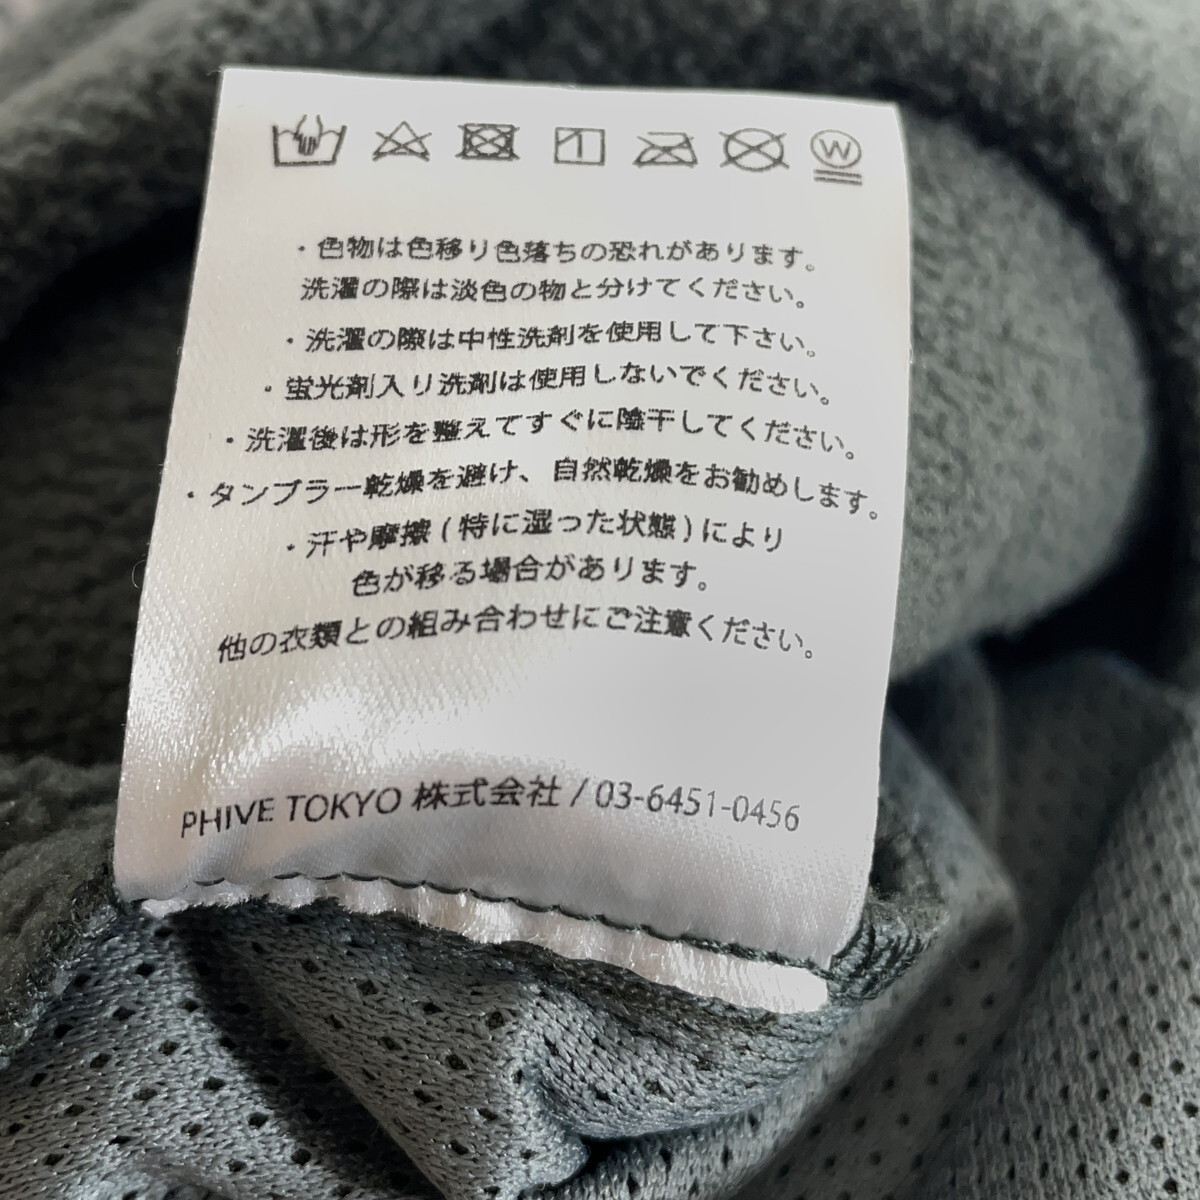 ・色物は色移り色落ちの恐れがあります。
洗濯の際は淡色の物と分けてください。
・洗濯の際は中性洗剤を使用して下さい。
・蛍光剤入り洗剤は使用しないでください。
・洗濯後は形を整えてすぐに陰干してください。
・タンブラー乾燥を避け、自然乾燥をお勧めします。
・汗や摩擦(特に湿った状態)により
色が移る場合があります。
他の衣類との組み合わせにご注意ください。
PHIVE TOKYO 株式会社 / 03-6451-0456